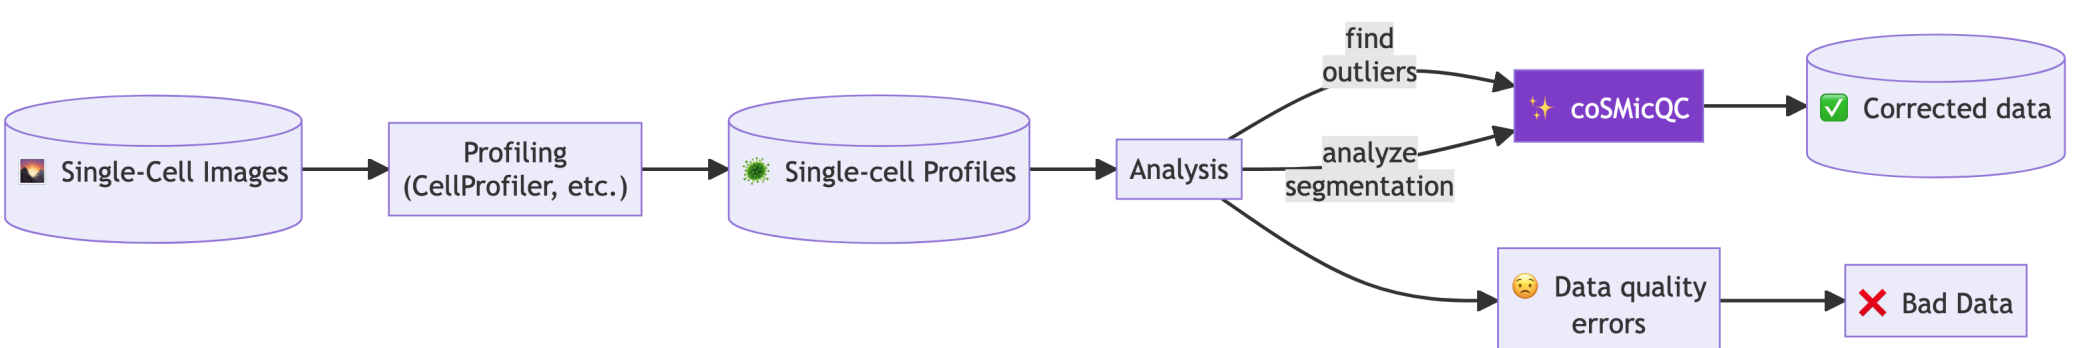 Single-Cell Images
Profiling
(CellProfiler, etc.)
Single-cell Profiles
Analysis
find
outliers
analyze
segmentation
coSMicQC
Corrected data
Data quality
errors
Bad Data